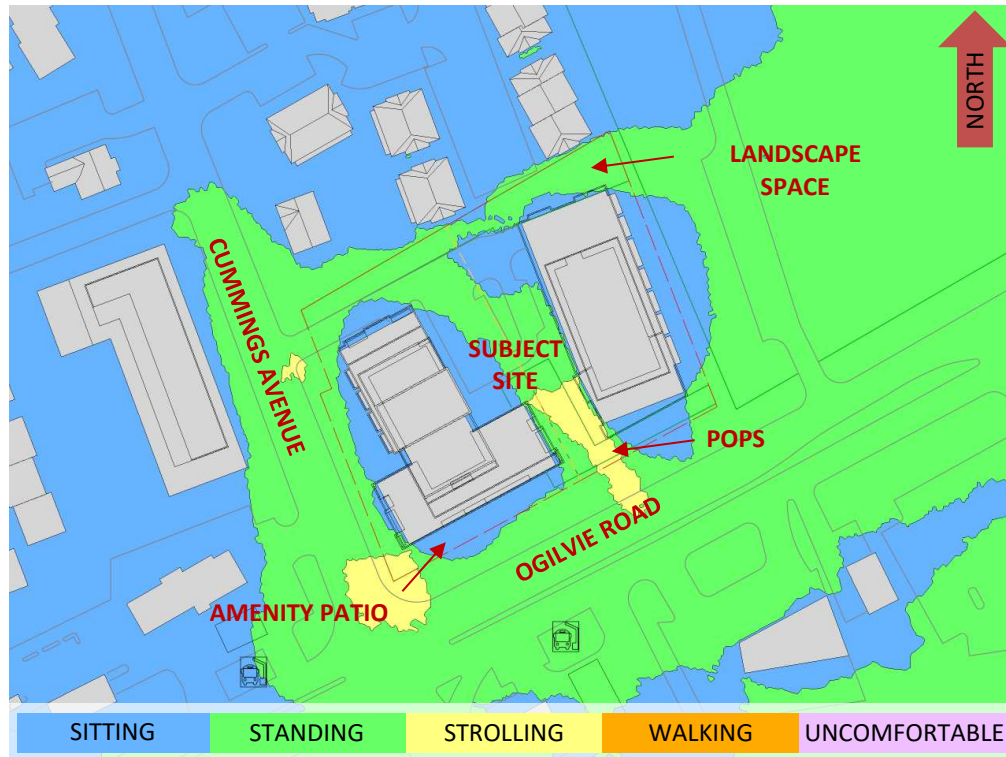 NORTH
LANDSCAPE
SPACE
CUMMINGS AVENUE
SUBJECT
SITE
POPS
OGILVIE ROAD
AMENITY PATIO
SITTING
STANDING
STROLLING
WALKING
UNCOMFORTABLE